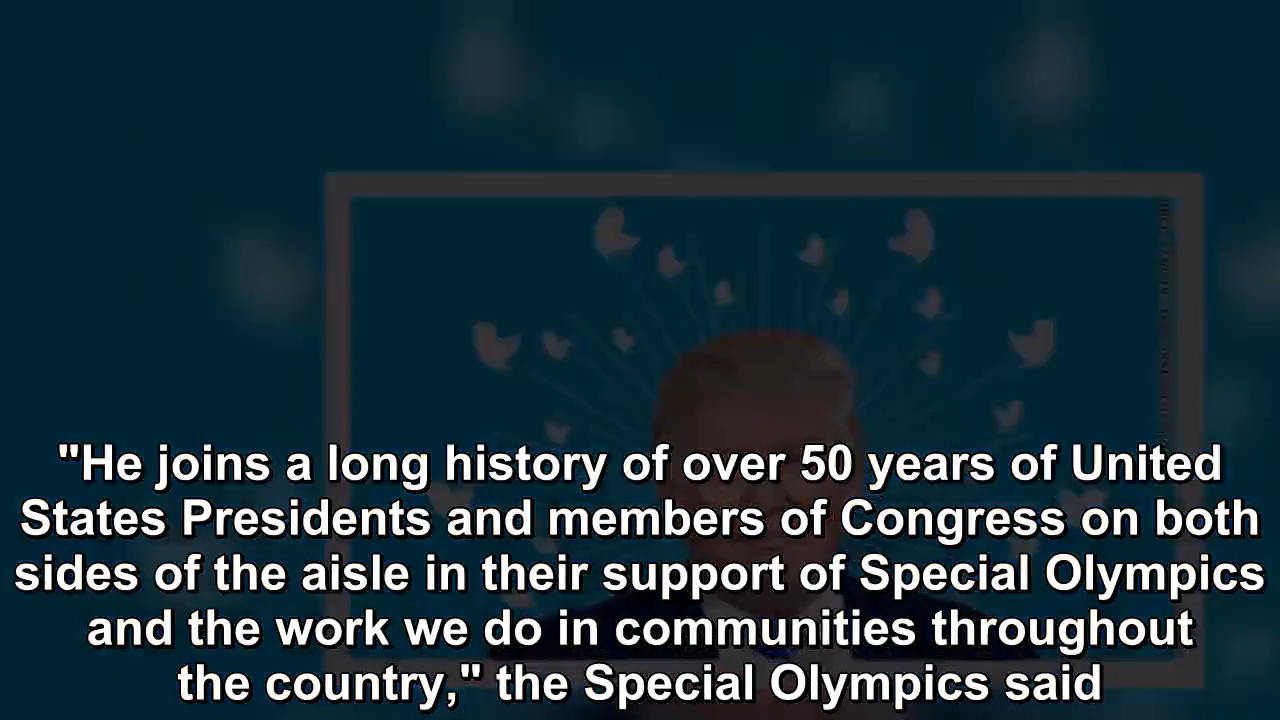 "He joins a long history of over 50 years of United
States Presidents and members of Congress on both
sides of the aisle in their support of Special Olympics
and the work we do in communities throughout
the country," the Special Olympics said